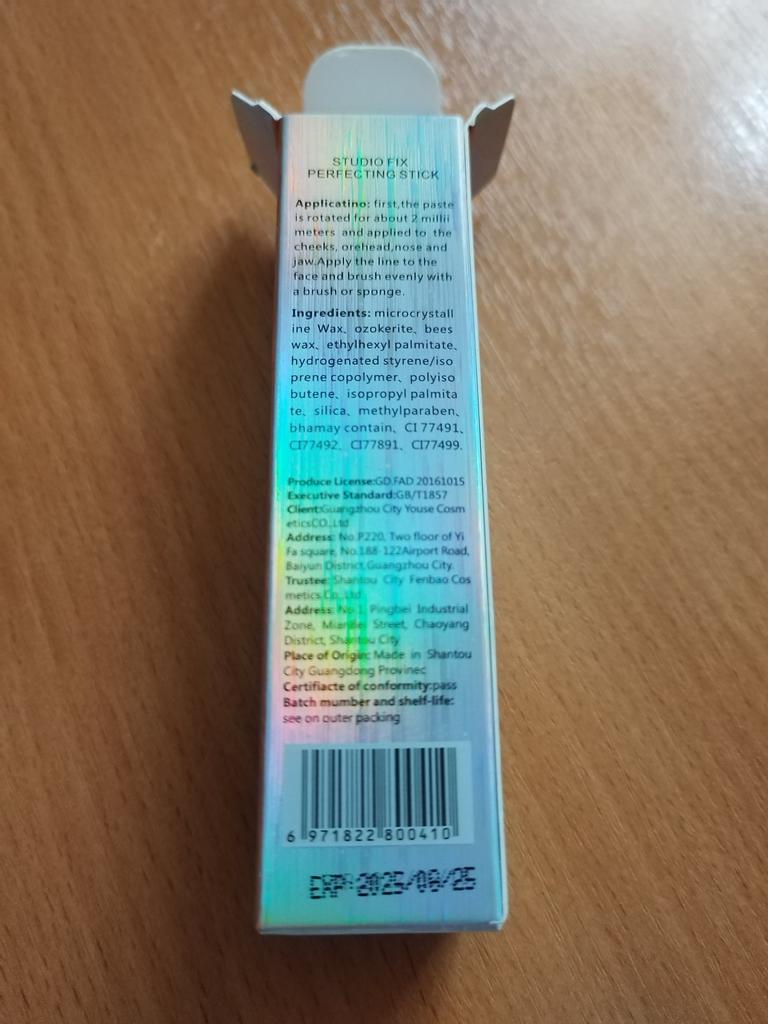 STUDIO FIX
PERFECTING STICK
Applicatino: first,the paste
is rotated for about 2 millii
meters and applied to the
cheeks, orehead,nose and
jaw.Apply the line to the
face and brush evenly with
a brush or sponge.
Ingredients: microcrystall
ine Wax、ozokerite、bees
wax、ethylhexyl palmitate、
hydrogenated styrene/iso
prene copolymer、polyiso
butene、isopropyl palmita
te、silica、methylparaben、
bhamay contain、CI 77491、
CI77492、CI77891、CI77499.
Produce License:GD.FAD 20161015
Executive Standard:GB/T1857
Client:Guangzhou City Youse Cosm
eticsCO.,Ltd
Address: No.P220, Two floor of Yi
Fa square, No.188-122Airport Road,
Baiyun District,Guangzhou City.
Trustee: Shantou City Fenbao Cos
metics Co.,Ltd
Address: No.1, Pingbei Industrial
Zone, Mianbei Street, Chaoyang
District, Shantou City
Place of Origin: Made in Shantou
City Guangdong Provinec
Certifiacte of conformity:pass
Batch mumber and shelf-life:
see on outer packing
6 971822 800410
EXP:2025/08/25